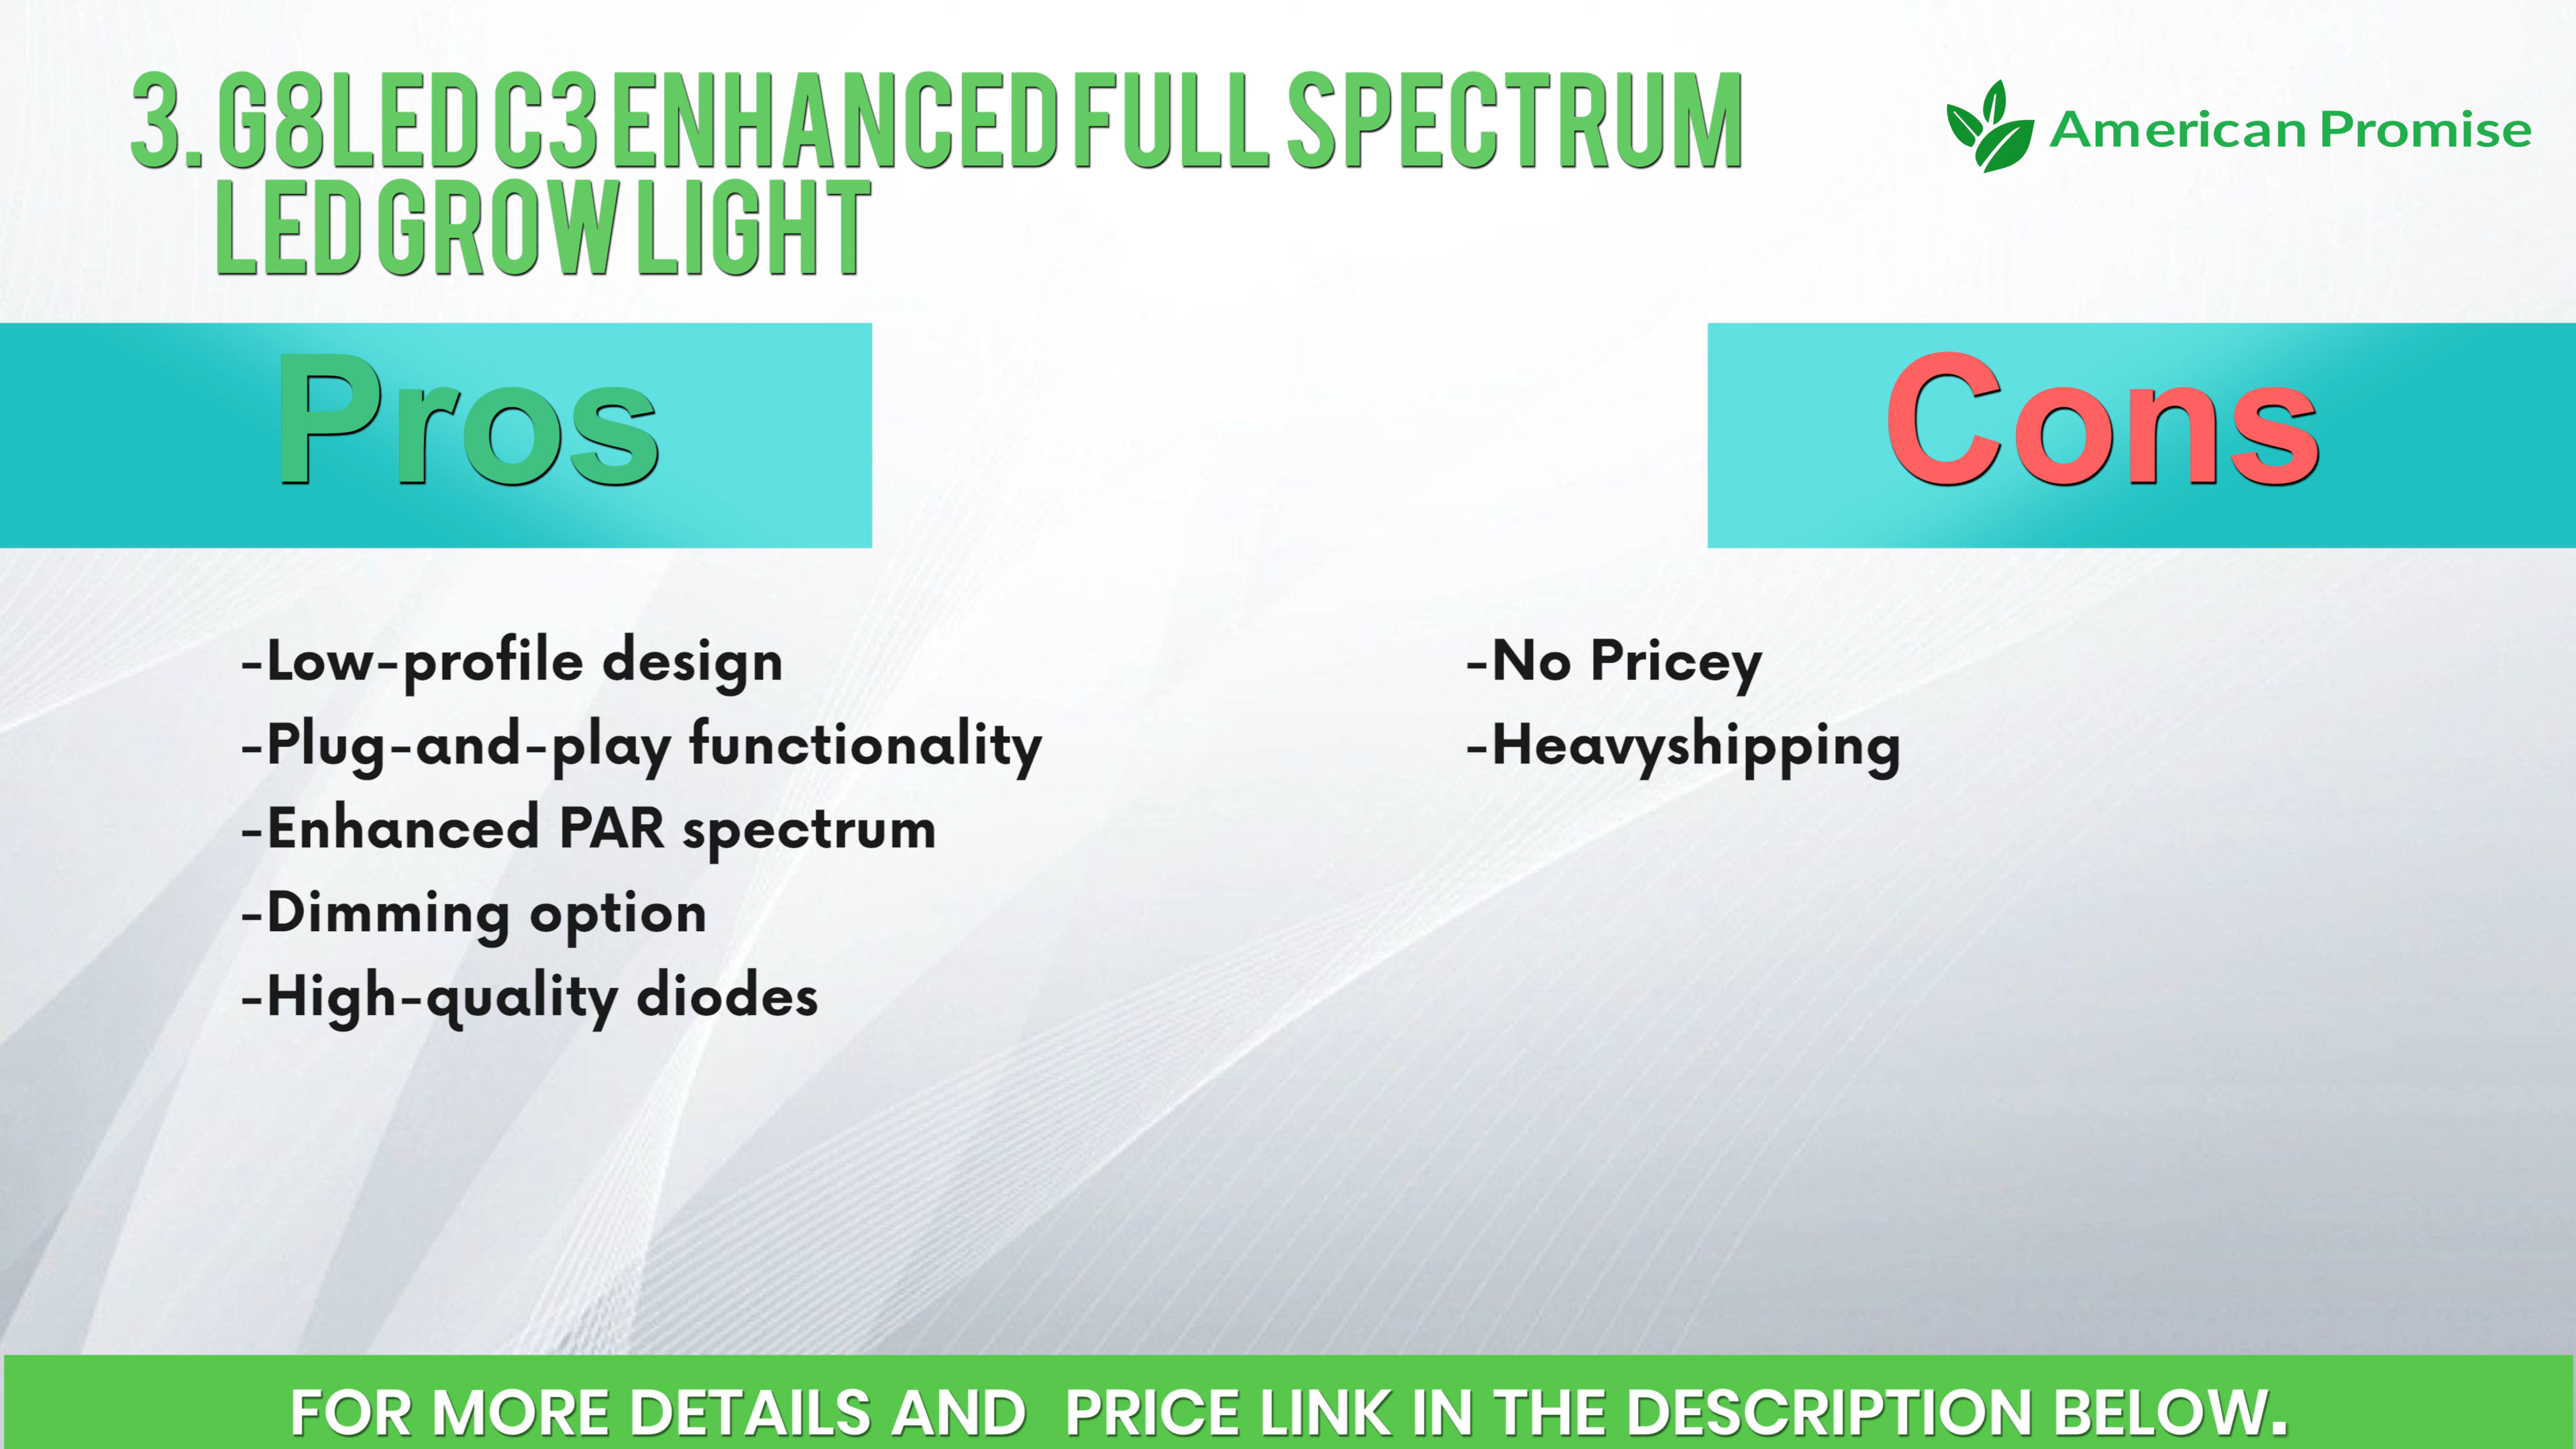 3. G8LED C3 ENHANCED FULL SPECTRUM
LED GROW LIGHT
American Promise
Pros
Cons
-Low-profile design
-Plug-and-play functionality
-Enhanced PAR spectrum
-Dimming option
-High-quality diodes
-No Pricey
-Heavyshipping
FOR MORE DETAILS AND  PRICE LINK IN THE DESCRIPTION BELOW.